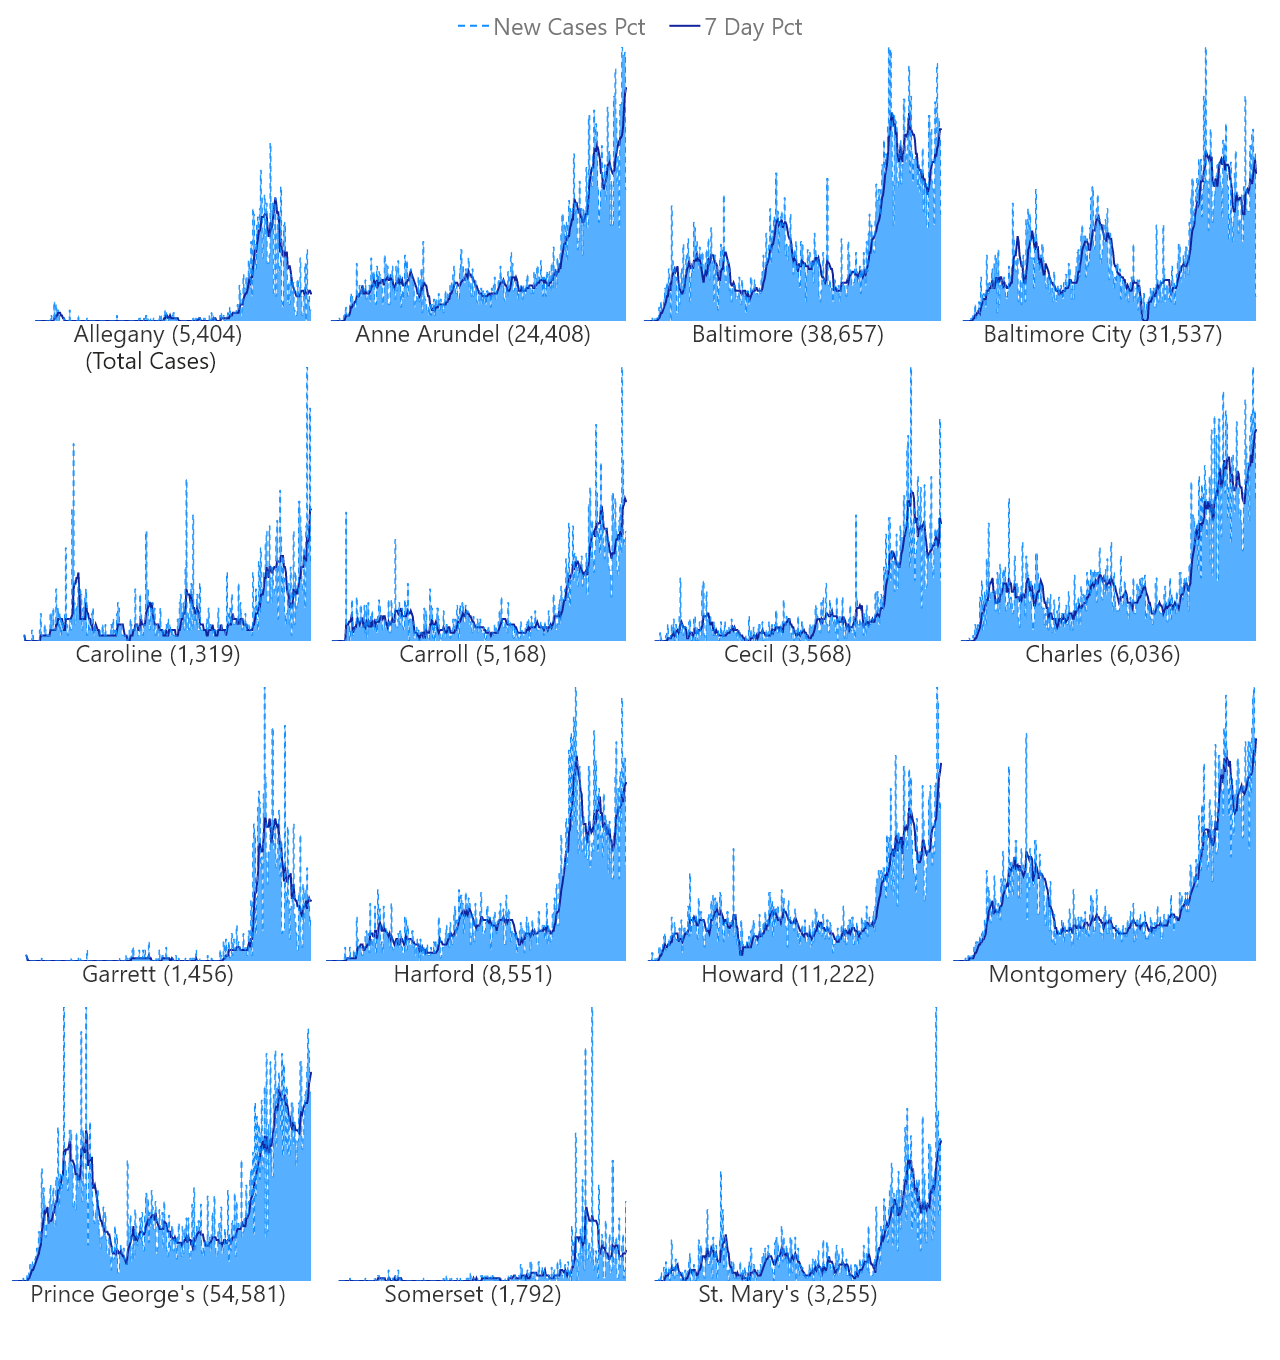 New Cases Pct 7 Day Pct
Allegany (5,404)
(Total Cases)
Anne Arundel (24,408)
Baltimore (38,657)
Baltimore City (31,537)
Caroline (1,319)
Carroll (5,168)
Cecil (3,568)
Charles (6,036)
Garrett (1,456)
Harford (8,551)
Howard (11,222)
Montgomery (46,200)
Prince George's (54,581)
Somerset (1,792)
St. Mary's (3,255)